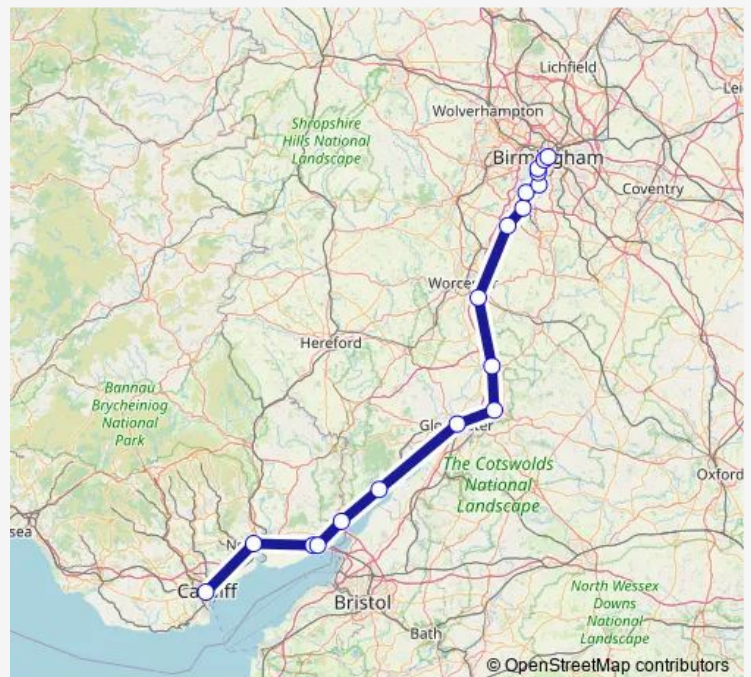 Lichfield
Wolverhampton
Shropshire
Hills National
Landscape
Coventry
Hereford
Bannau
Brycheiniog
National
Park
The Cotswolds
National
Landscape
Oxford
sea
Bristol
North Wessex
Downs
National
Landscape
Bath
© OpenStreetMap contributors